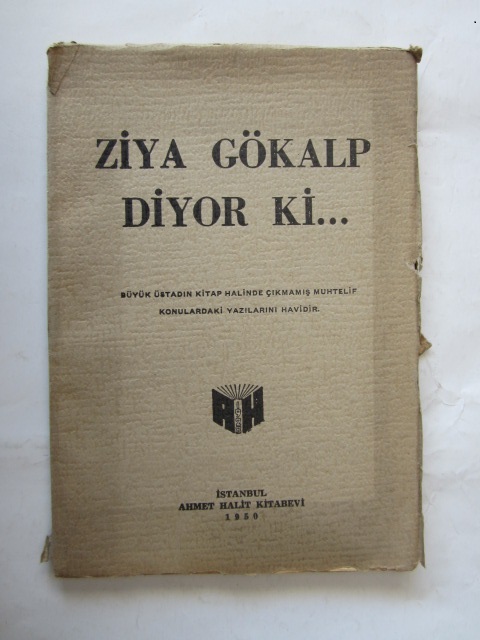 ZİYA GÖKALP
DİYOR Kİ...
BÜYÜK ÜSTADIN KİTAP HALİNDE ÇIKMAMIŞ MUHTELİF
KONULARDAKİ YAZILARINI HAVİDİR.
A H
İSTANBUL
AHMET HALİT KİTABEVİ
1950